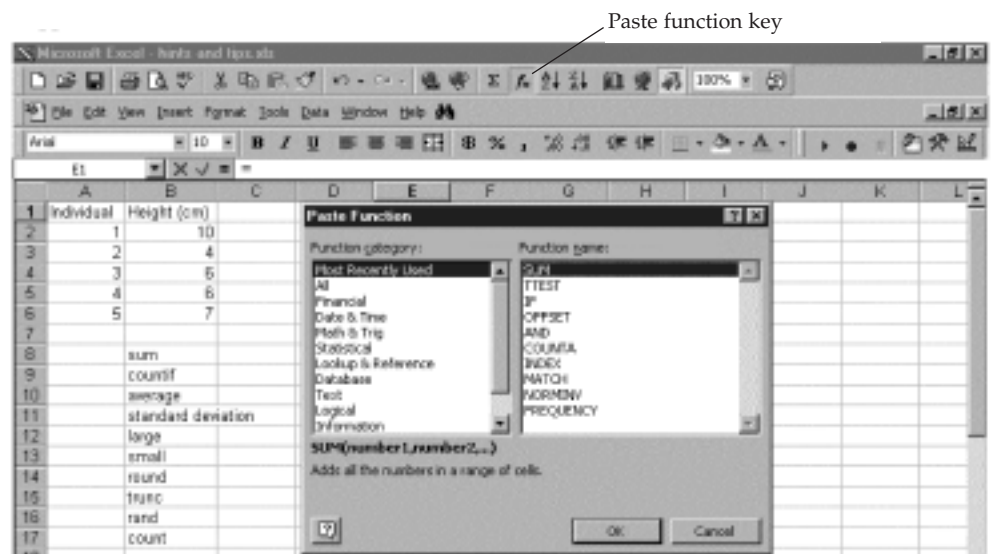 Paste function key
Microsoft Excel - hints and tips.xls
100%
File Edit View Insert Format Tools Data Window Help
Arial 10 B I U % ,
E1 =
A B C D E F G H I J K L
1 Individual Height (cm)
2 1 10
3 2 4
4 3 6
5 4 6
6 5 7
7
8 sum
9 countif
10 average
11 standard deviation
12 large
13 small
14 round
15 trunc
16 rand
17 count
Paste Function
Function category:
Most Recently Used
All
Financial
Date & Time
Math & Trig
Statistical
Lookup & Reference
Database
Text
Logical
Information
Function name:
SUM
TTEST
IF
OFFSET
AND
COUNTA
INDEX
MATCH
NORMINV
FREQUENCY
SUM(number1,number2,...)
Adds all the numbers in a range of cells.
OK Cancel